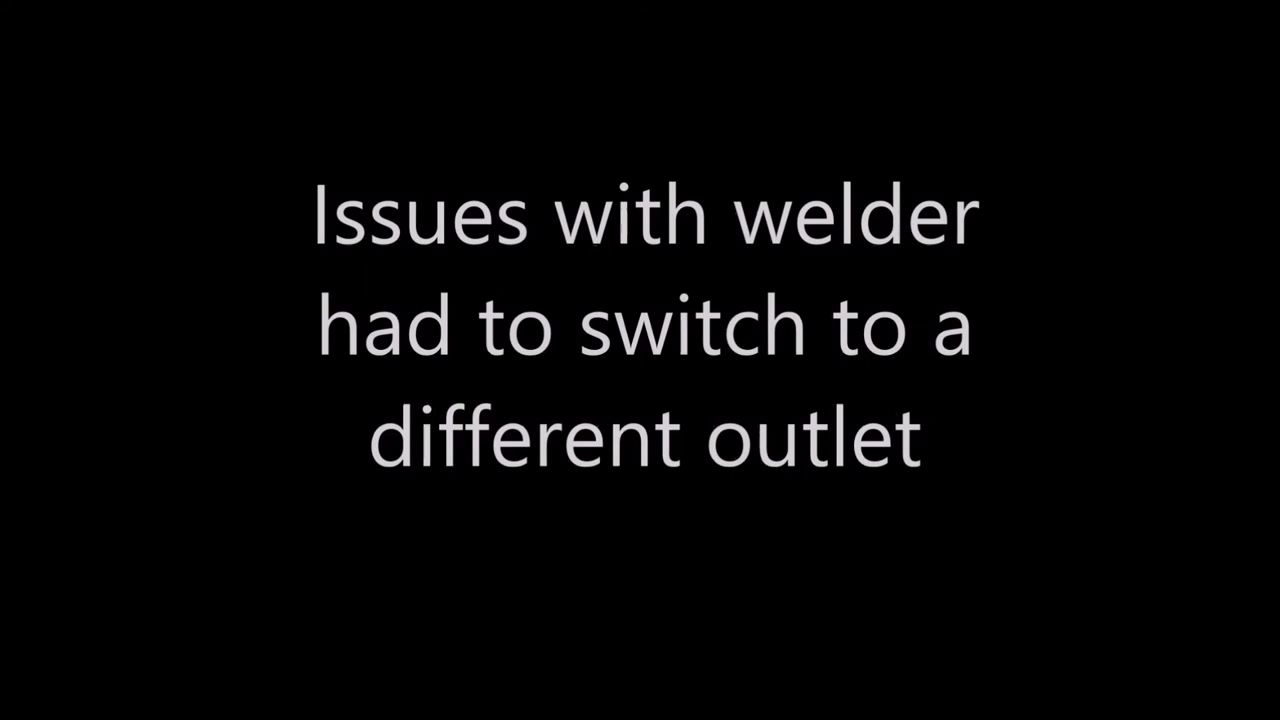 Issues with welder
had to switch to a
different outlet